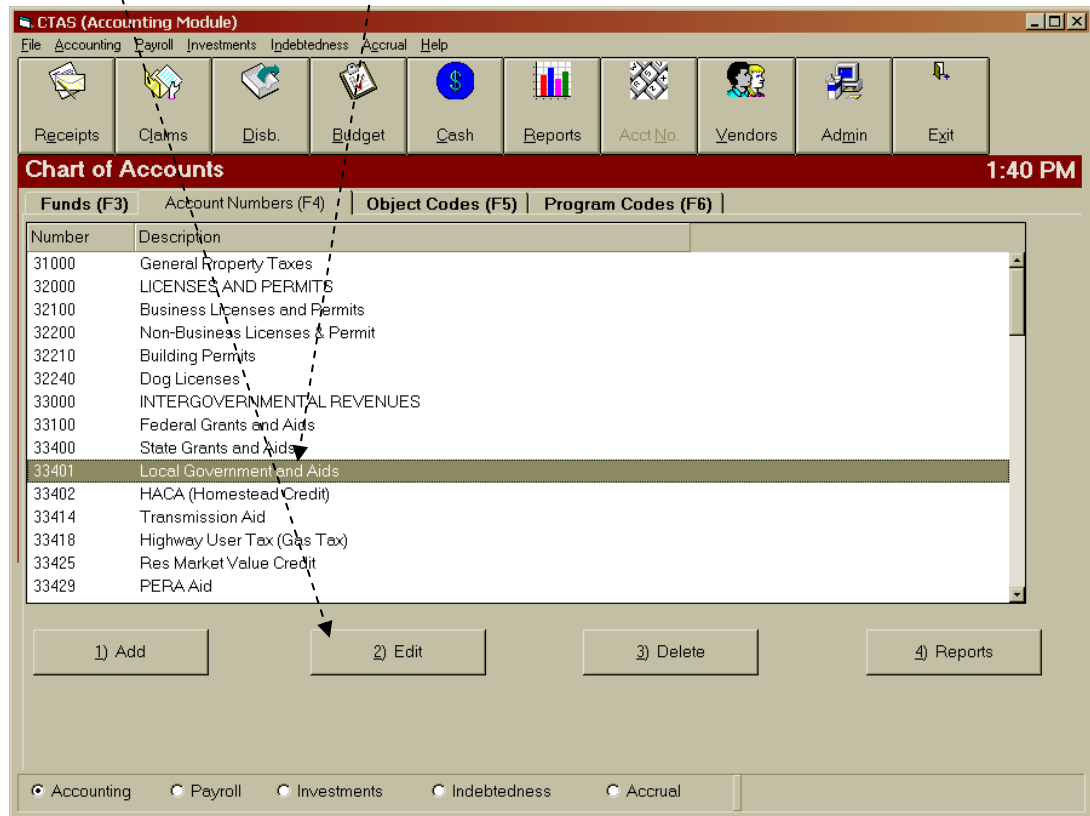 CTAS (Accounting Module)
File Accounting Payroll Investments Indebtedness Accrual Help
Receipts Claims Disb. Budget Cash Reports Acct No. Vendors Admin Exit
Chart of Accounts 1:40 PM
Funds (F3) Account Numbers (F4) Object Codes (F5) Program Codes (F6)
Number Description
31000 General Property Taxes
32000 LICENSES AND PERMITS
32100 Business Licenses and Permits
32200 Non-Business Licenses & Permit
32210 Building Permits
32240 Dog Licenses
33000 INTERGOVERNMENTAL REVENUES
33100 Federal Grants and Aids
33400 State Grants and Aids
33401 Local Government and Aids
33402 HACA (Homestead Credit)
33414 Transmission Aid
33418 Highway User Tax (Gas Tax)
33425 Res Market Value Credit
33429 PERA Aid
1) Add 2) Edit 3) Delete 4) Reports
Accounting Payroll Investments Indebtedness Accrual